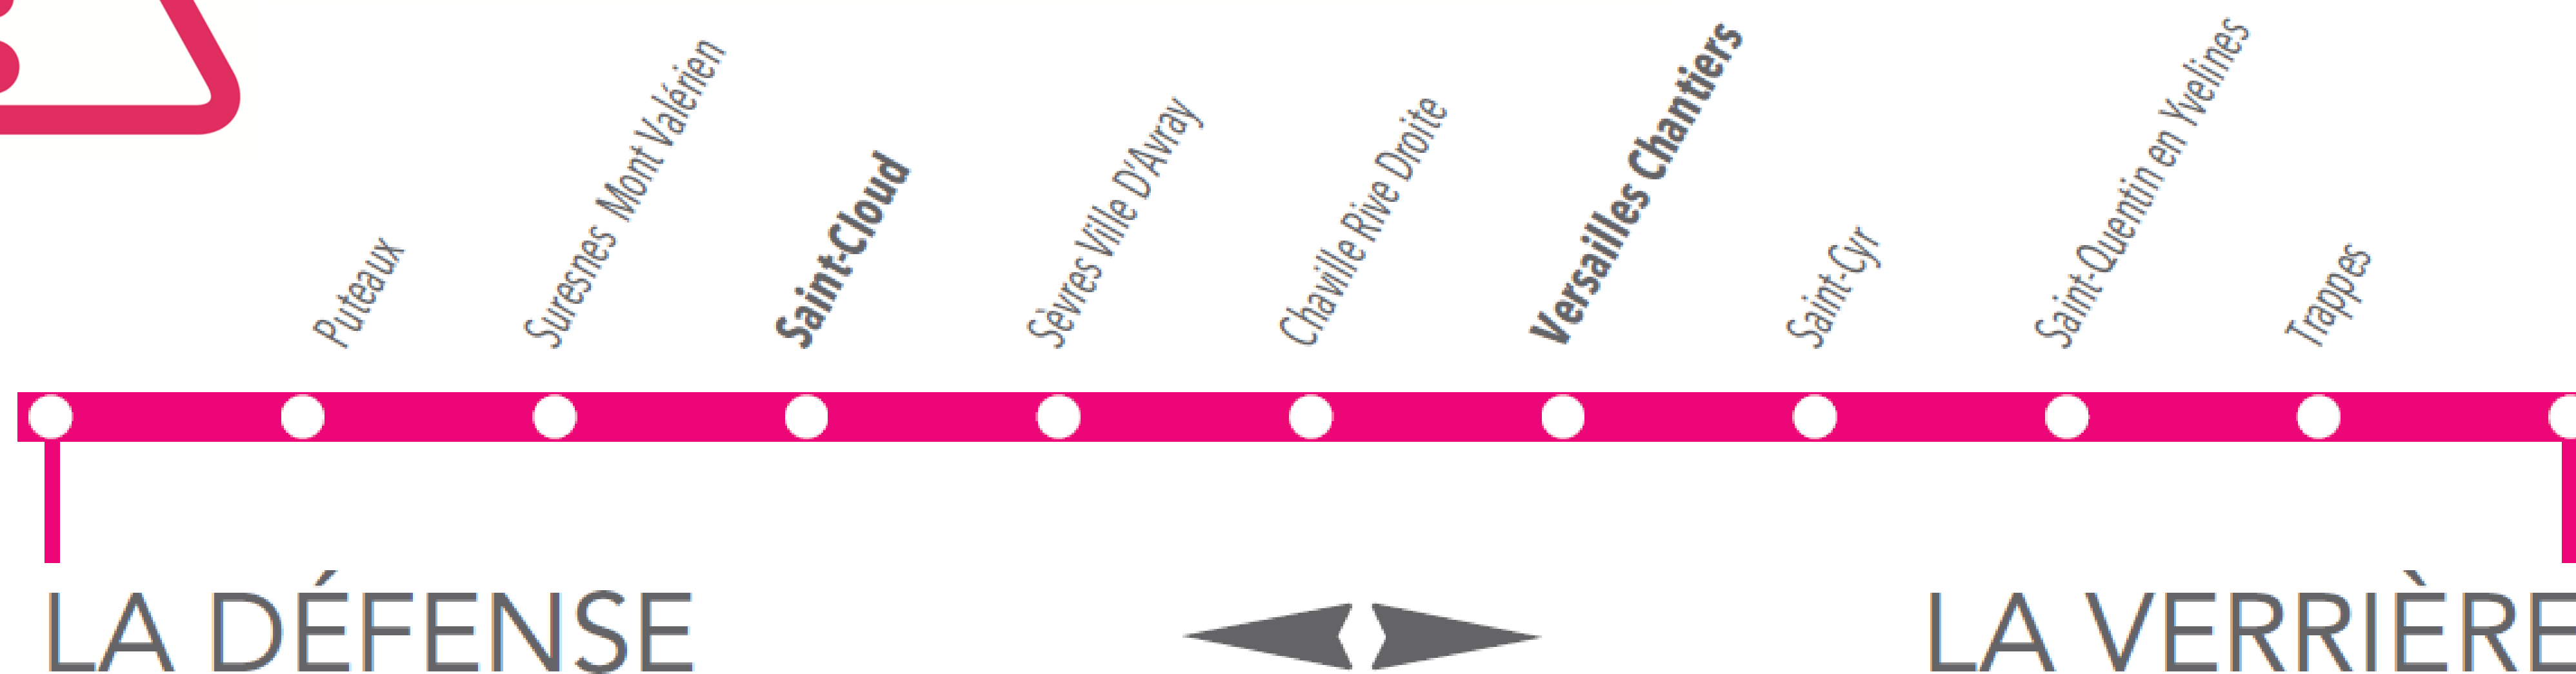 Puteaux
Suresnes Mont Valérien
Saint-Cloud
Sèvres Ville D'Avray
Chaville Rive Droite
Versailles Chantiers
Saint-Cyr
Saint-Quentin en Yvelines
Trappes
LA DÉFENSE
LA VERRIÈRE